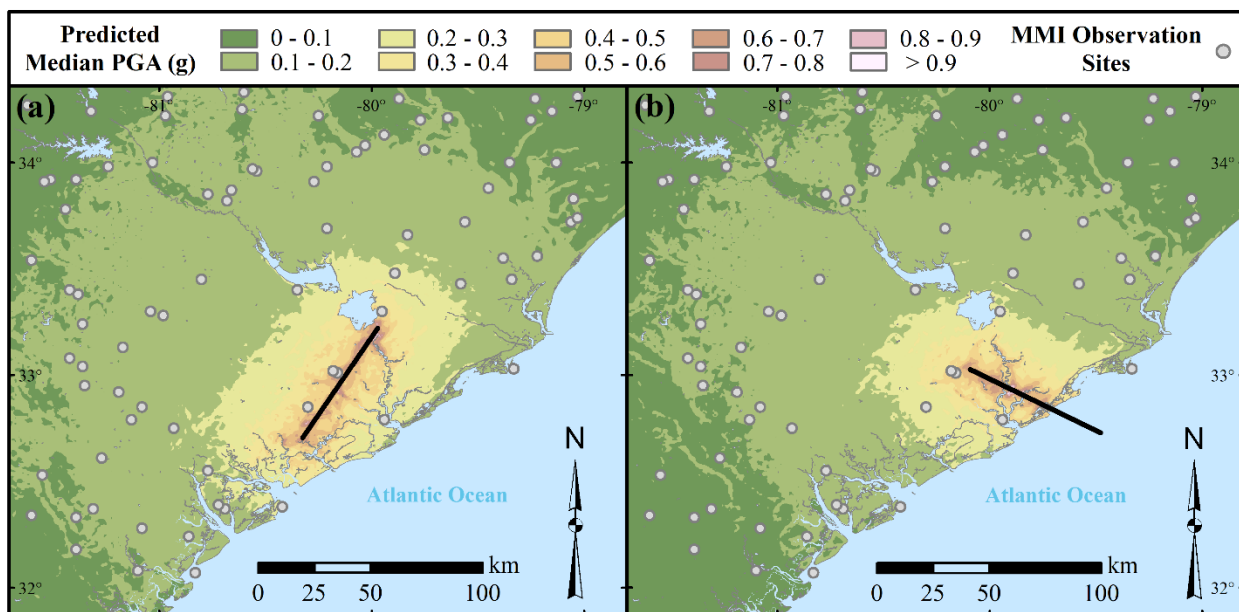 Predicted Median PGA (g)
0 - 0.1
0.2 - 0.3
0.4 - 0.5
0.6 - 0.7
0.8 - 0.9
0.1 - 0.2
0.3 - 0.4
0.5 - 0.6
0.7 - 0.8
> 0.9
MMI Observation Sites
(a)
-81°
-80°
-79°
34°
33°
32°
N
Atlantic Ocean
0 25 50 100
km
(b)
-81°
-80°
-79°
34°
33°
32°
N
Atlantic Ocean
0 25 50 100
km